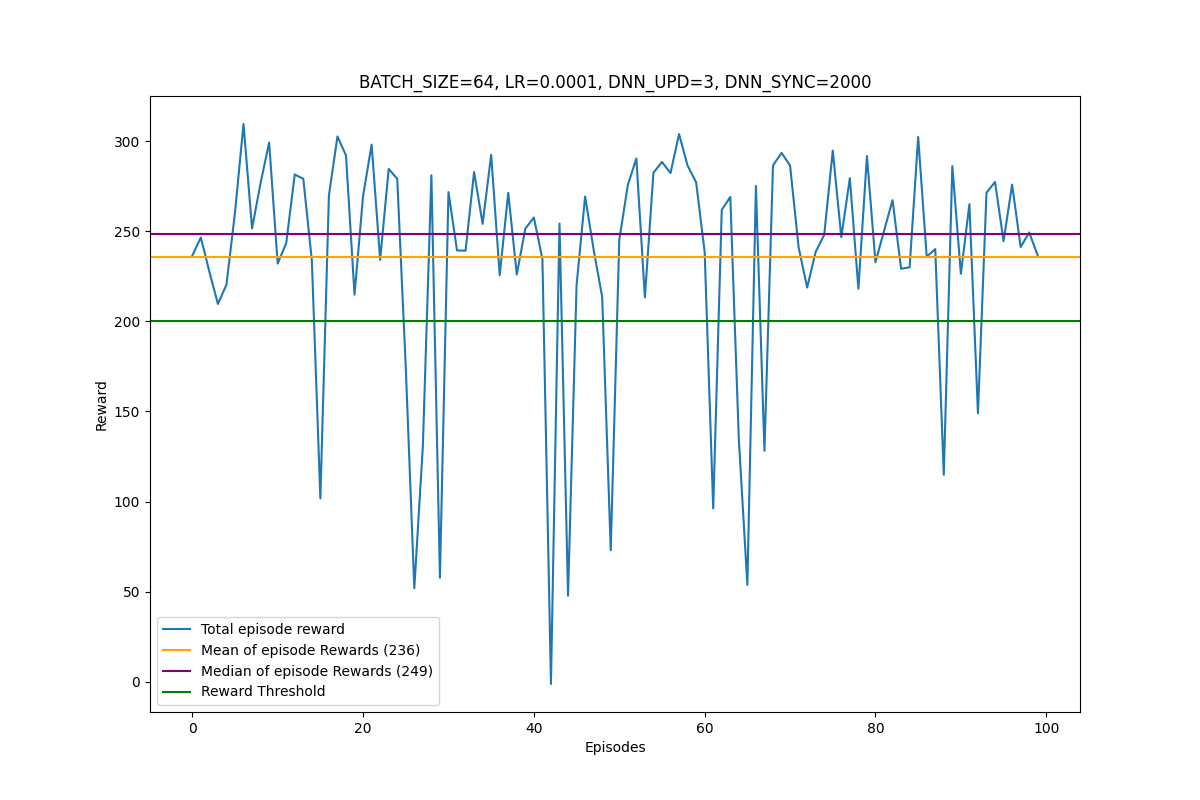 BATCH_SIZE=64, LR=0.0001, DNN_UPD=3, DNN_SYNC=2000
300
250
200
150
100
50
0
Reward
Total episode reward
Mean of episode Rewards (236)
Median of episode Rewards (249)
Reward Threshold
0 20 40 60 80 100
Episodes